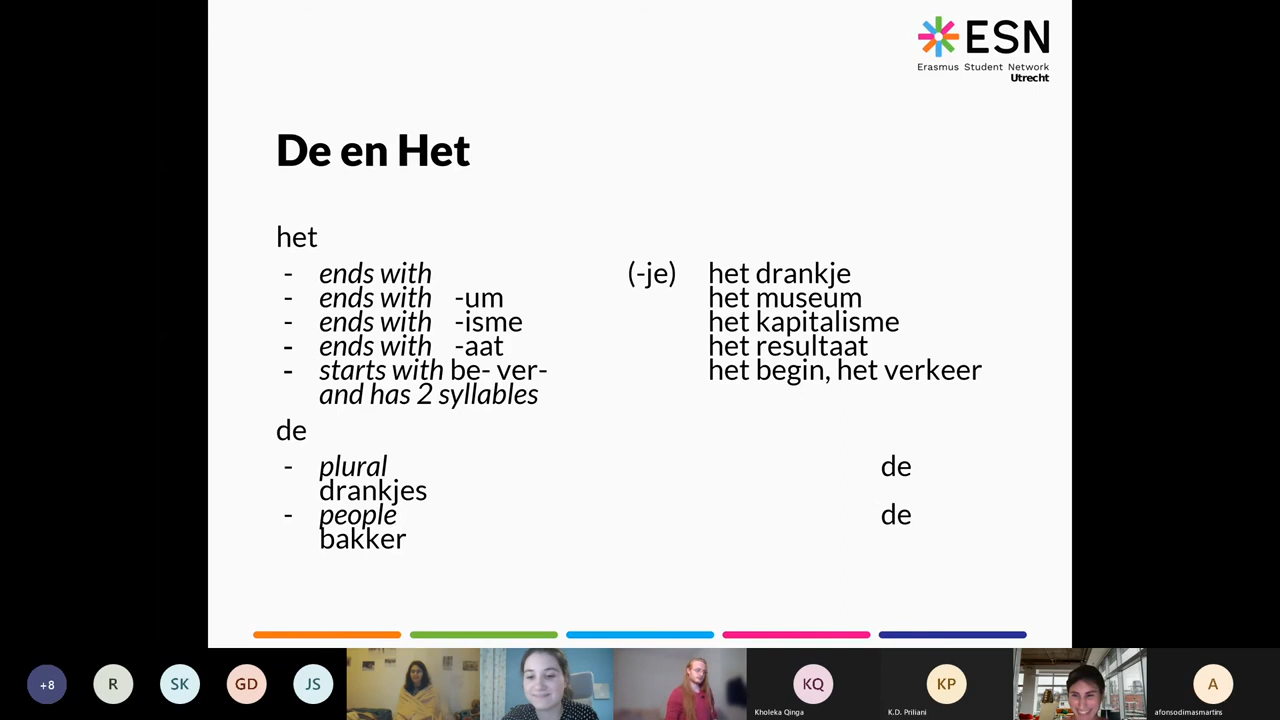 ESN
Erasmus Student Network
Utrecht
De en Het
het
- ends with (-je) het drankje
- ends with -um het museum
- ends with -isme het kapitalisme
- ends with -aat het resultaat
- starts with be- ver- het begin, het verkeer
and has 2 syllables
de
- plural de
drankjes
- people de
bakker
+8 R SK GD JS KQ KP A
Kholeka Qinga K.D. Priliani afonsodimasmartins